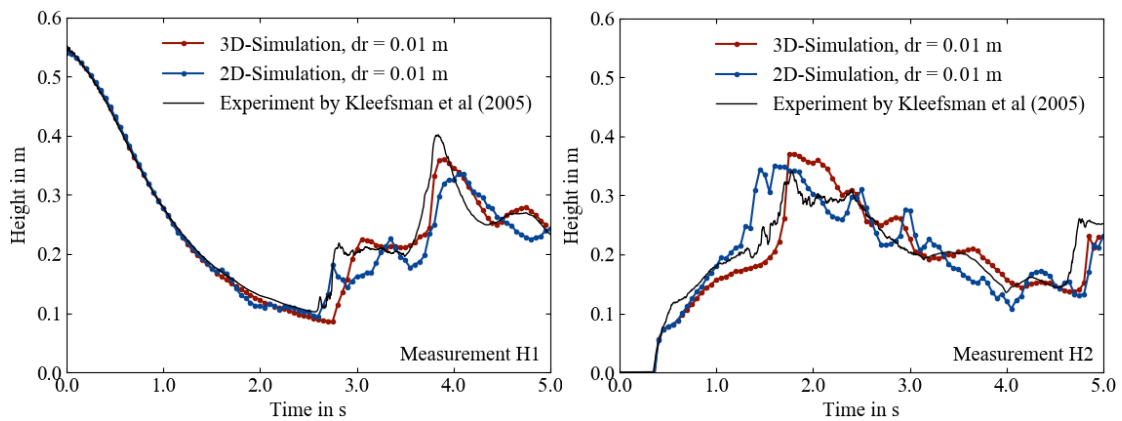 0.6
0.5
0.4
0.3
0.2
0.1
0.0
Height in m
3D-Simulation, dr = 0.01 m
2D-Simulation, dr = 0.01 m
Experiment by Kleefsman et al (2005)
Measurement H1
0.0 1.0 2.0 3.0 4.0 5.0
Time in s
0.6
0.5
0.4
0.3
0.2
0.1
0.0
Height in m
3D-Simulation, dr = 0.01 m
2D-Simulation, dr = 0.01 m
Experiment by Kleefsman et al (2005)
Measurement H2
1.0 2.0 3.0 4.0 5.0
Time in s